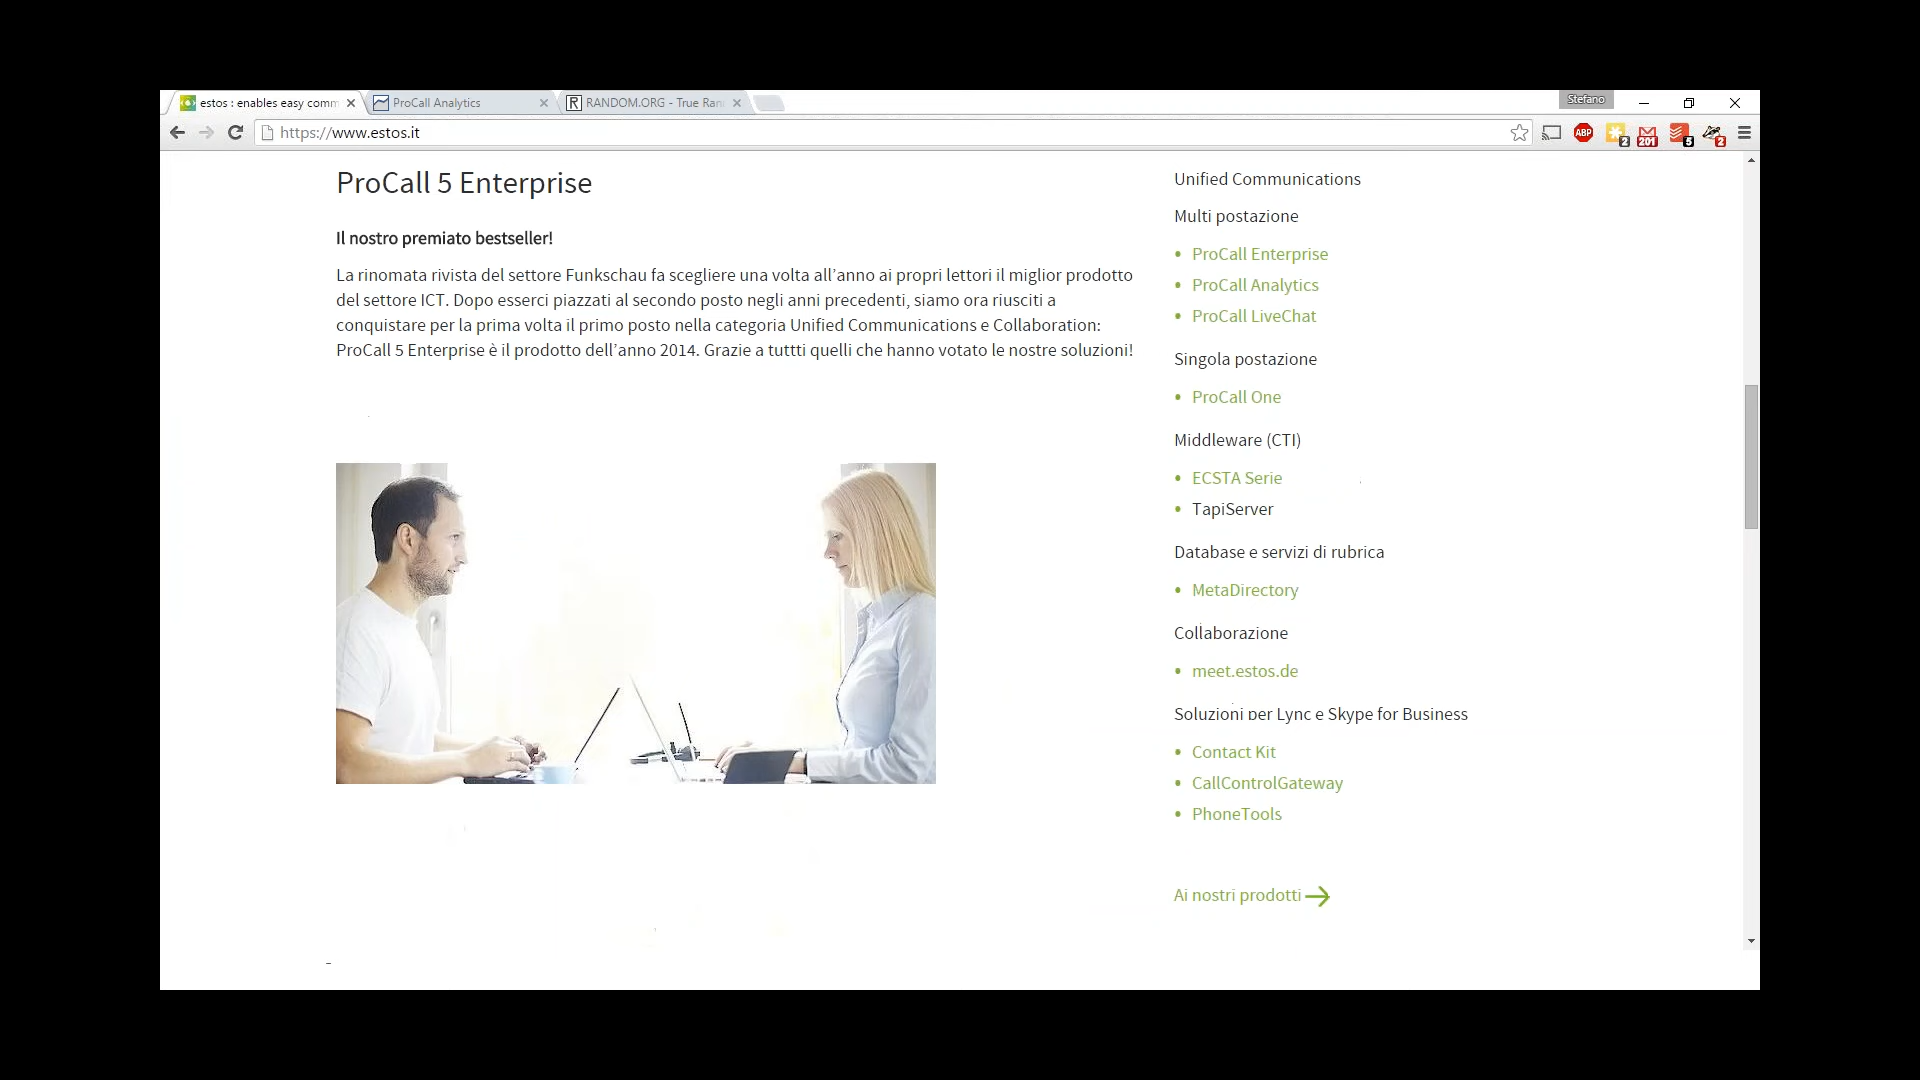 estos : enables easy comm
ProCall Analytics
RANDOM.ORG - True Ran
Stefano
https://www.estos.it
ABP
2
201
5
2
ProCall 5 Enterprise
Il nostro premiato bestseller!
La rinomata rivista del settore Funkschau fa scegliere una volta all'anno ai propri lettori il miglior prodotto
del settore ICT. Dopo esserci piazzati al secondo posto negli anni precedenti, siamo ora riusciti a
conquistare per la prima volta il primo posto nella categoria Unified Communications e Collaboration:
ProCall 5 Enterprise è il prodotto dell'anno 2014. Grazie a tuttti quelli che hanno votato le nostre soluzioni!
Unified Communications
Multi postazione
• ProCall Enterprise
• ProCall Analytics
• ProCall LiveChat
Singola postazione
• ProCall One
Middleware (CTI)
• ECSTA Serie
• TapiServer
Database e servizi di rubrica
• MetaDirectory
Collaborazione
• meet.estos.de
Soluzioni per Lync e Skype for Business
• Contact Kit
• CallControlGateway
• PhoneTools
Ai nostri prodotti